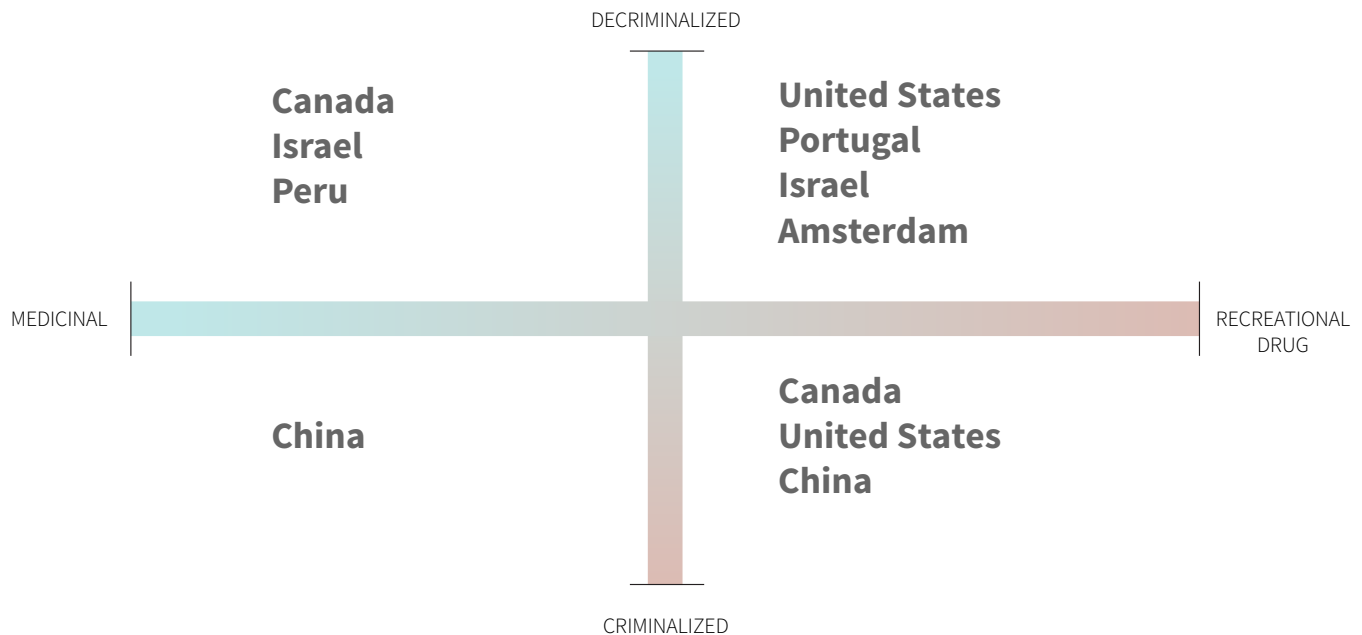 DECRIMINALIZED
Canada
Israel
Peru
United States
Portugal
Israel
Amsterdam
MEDICINAL
RECREATIONAL
DRUG
China
Canada
United States
China
CRIMINALIZED